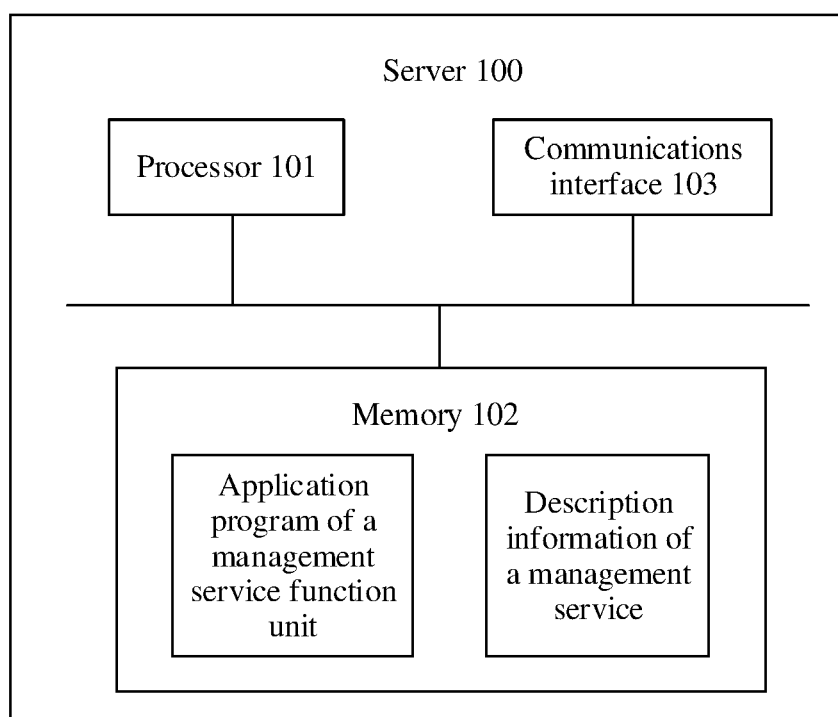 Server 100
Processor 101
Communications
interface 103
Memory 102
Application
program of a
management
service function
unit
Description
information of
a management
service